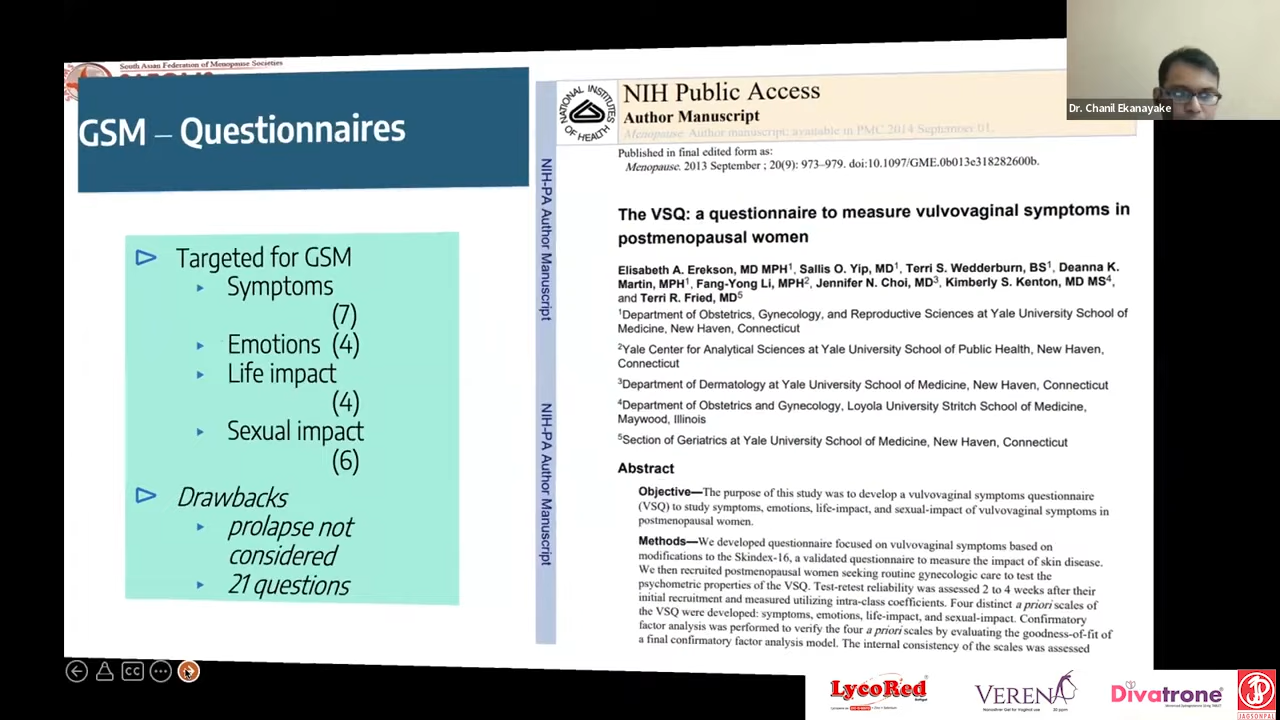 South Asian Federation of Menopause Societies
GSM – Questionnaires
Targeted for GSM
Symptoms
(7)
Emotions (4)
Life impact
(4)
Sexual impact
(6)
Drawbacks
prolapse not
considered
21 questions
NIH-PA Author Manuscript
NIH-PA Author Manuscript
NATIONAL INSTITUTES OF HEALTH
NIH Public Access
Author Manuscript
Menopause. Author manuscript; available in PMC 2014 September 01.
Published in final edited form as:
Menopause. 2013 September ; 20(9): 973–979. doi:10.1097/GME.0b013e318282600b.
The VSQ: a questionnaire to measure vulvovaginal symptoms in
postmenopausal women
Elisabeth A. Erekson, MD MPH1, Sallis O. Yip, MD1, Terri S. Wedderburn, BS1, Deanna K.
Martin, MPH1, Fang-Yong Li, MPH2, Jennifer N. Choi, MD3, Kimberly S. Kenton, MD MS4,
and Terri R. Fried, MD5
1Department of Obstetrics, Gynecology, and Reproductive Sciences at Yale University School of
Medicine, New Haven, Connecticut
2Yale Center for Analytical Sciences at Yale University School of Public Health, New Haven,
Connecticut
3Department of Dermatology at Yale University School of Medicine, New Haven, Connecticut
4Department of Obstetrics and Gynecology, Loyola University Stritch School of Medicine,
Maywood, Illinois
5Section of Geriatrics at Yale University School of Medicine, New Haven, Connecticut
Abstract
Objective—The purpose of this study was to develop a vulvovaginal symptoms questionnaire
(VSQ) to study symptoms, emotions, life-impact, and sexual-impact of vulvovaginal symptoms in
postmenopausal women.
Methods—We developed questionnaire focused on vulvovaginal symptoms based on
modifications to the Skindex-16, a validated questionnaire to measure the impact of skin disease.
We then recruited postmenopausal women seeking routine gynecologic care to test the
psychometric properties of the VSQ. Test-retest reliability was assessed 2 to 4 weeks after their
initial recruitment and measured utilizing intra-class coefficients. Four distinct a priori scales of
the VSQ were developed: symptoms, emotions, life-impact, and sexual-impact. Confirmatory
factor analysis was performed to verify the four a priori scales by evaluating the goodness-of-fit of
a final confirmatory factor analysis model. The internal consistency of the scales was assessed
Dr. Chanil Ekanayake
CC
LycoRed
VERENA
Divatrone
JAGSONPAL